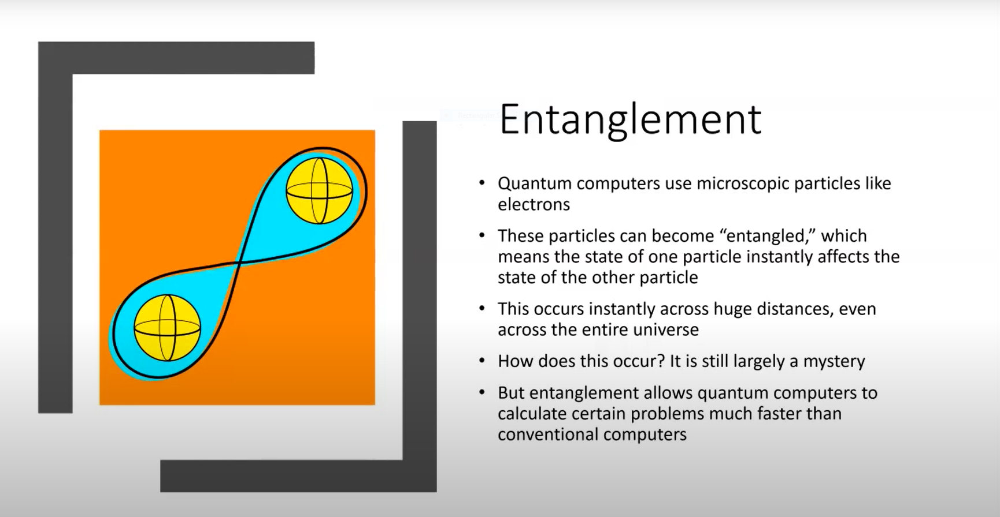 Entanglement
• Quantum computers use microscopic particles like
electrons
• These particles can become “entangled,” which
means the state of one particle instantly affects the
state of the other particle
• This occurs instantly across huge distances, even
across the entire universe
• How does this occur? It is still largely a mystery
• But entanglement allows quantum computers to
calculate certain problems much faster than
conventional computers